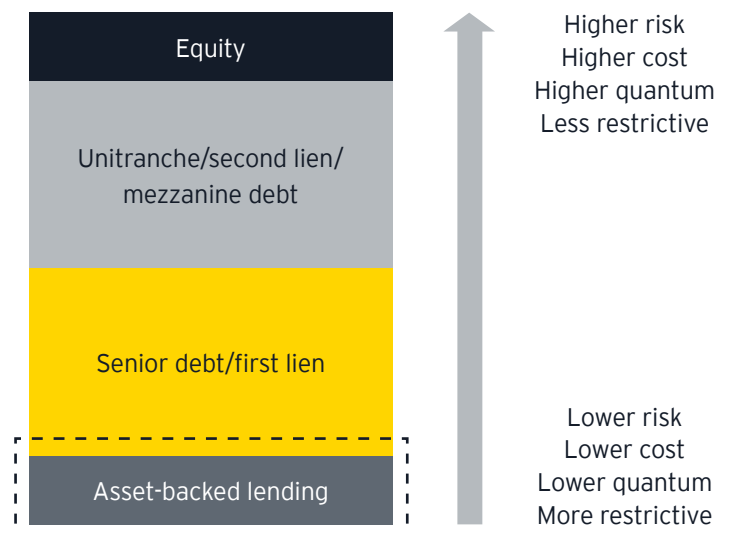 Equity
Unitranche/second lien/
mezzanine debt
Senior debt/first lien
Asset-backed lending
Higher risk
Higher cost
Higher quantum
Less restrictive
Lower risk
Lower cost
Lower quantum
More restrictive